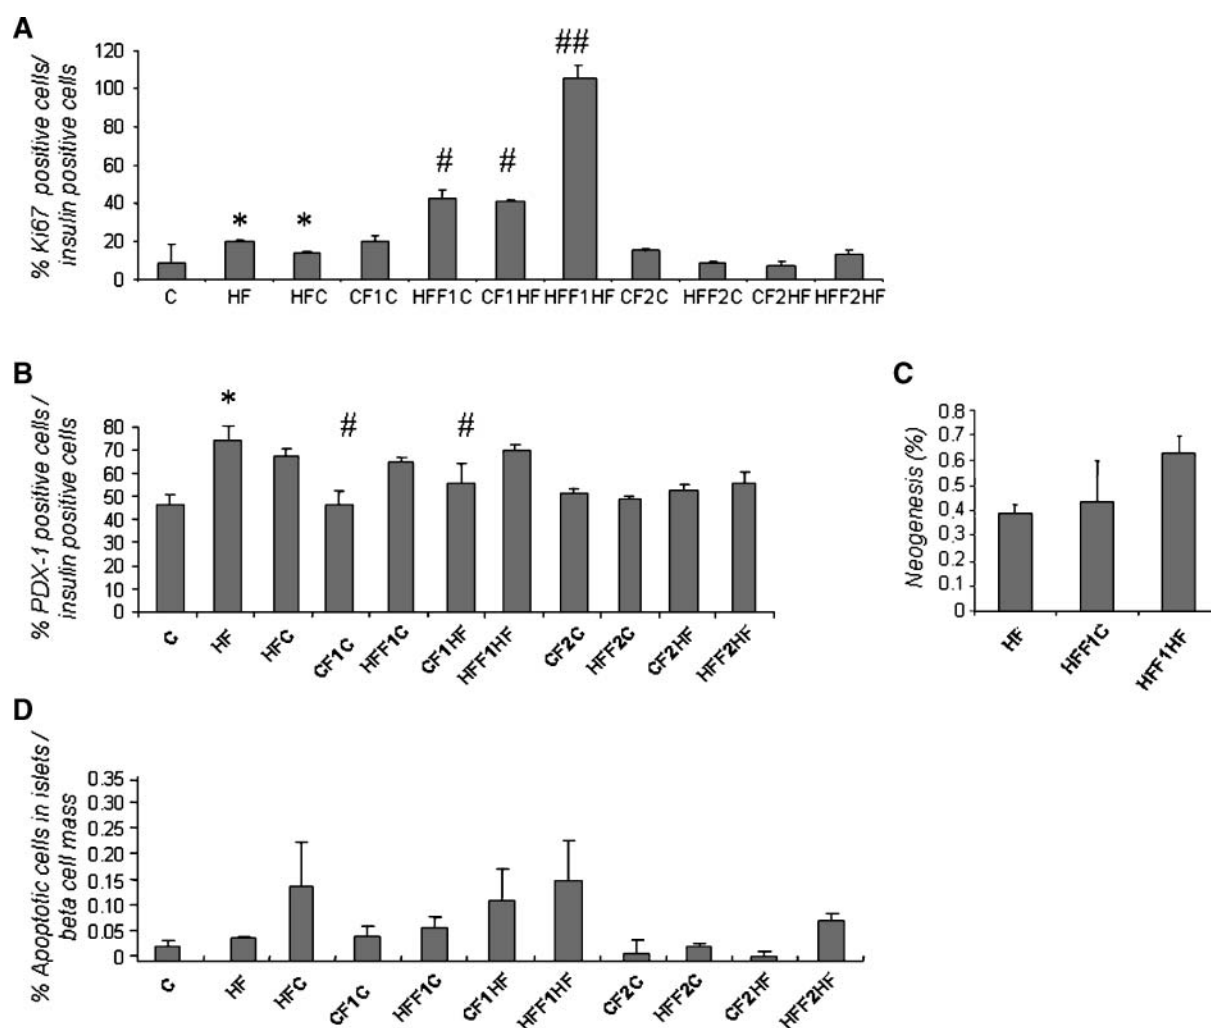 A
% Ki67 positive cells/
insulin positive cells
120
100
80
60
40
20
0
##
# #
* *
C HF HFC CF1C HFF1C CF1HF HFF1HF CF2C HFF2C CF2HF HFF2HF
B
% PDX-1 positive cells /
insulin positive cells
80
70
60
50
40
30
20
10
0
* # #
C HF HFC CF1C HFF1C CF1HF HFF1HF CF2C HFF2C CF2HF HFF2HF
C
Neogenesis (%)
0.8
0.7
0.6
0.5
0.4
0.3
0.2
0.1
0
HF HFF1C HFF1HF
D
% Apoptotic cells in islets /
beta cell mass
0.35
0.30
0.25
0.20
0.15
0.10
0.05
0
C HF HFC CF1C HFF1C CF1HF HFF1HF CF2C HFF2C CF2HF HFF2HF